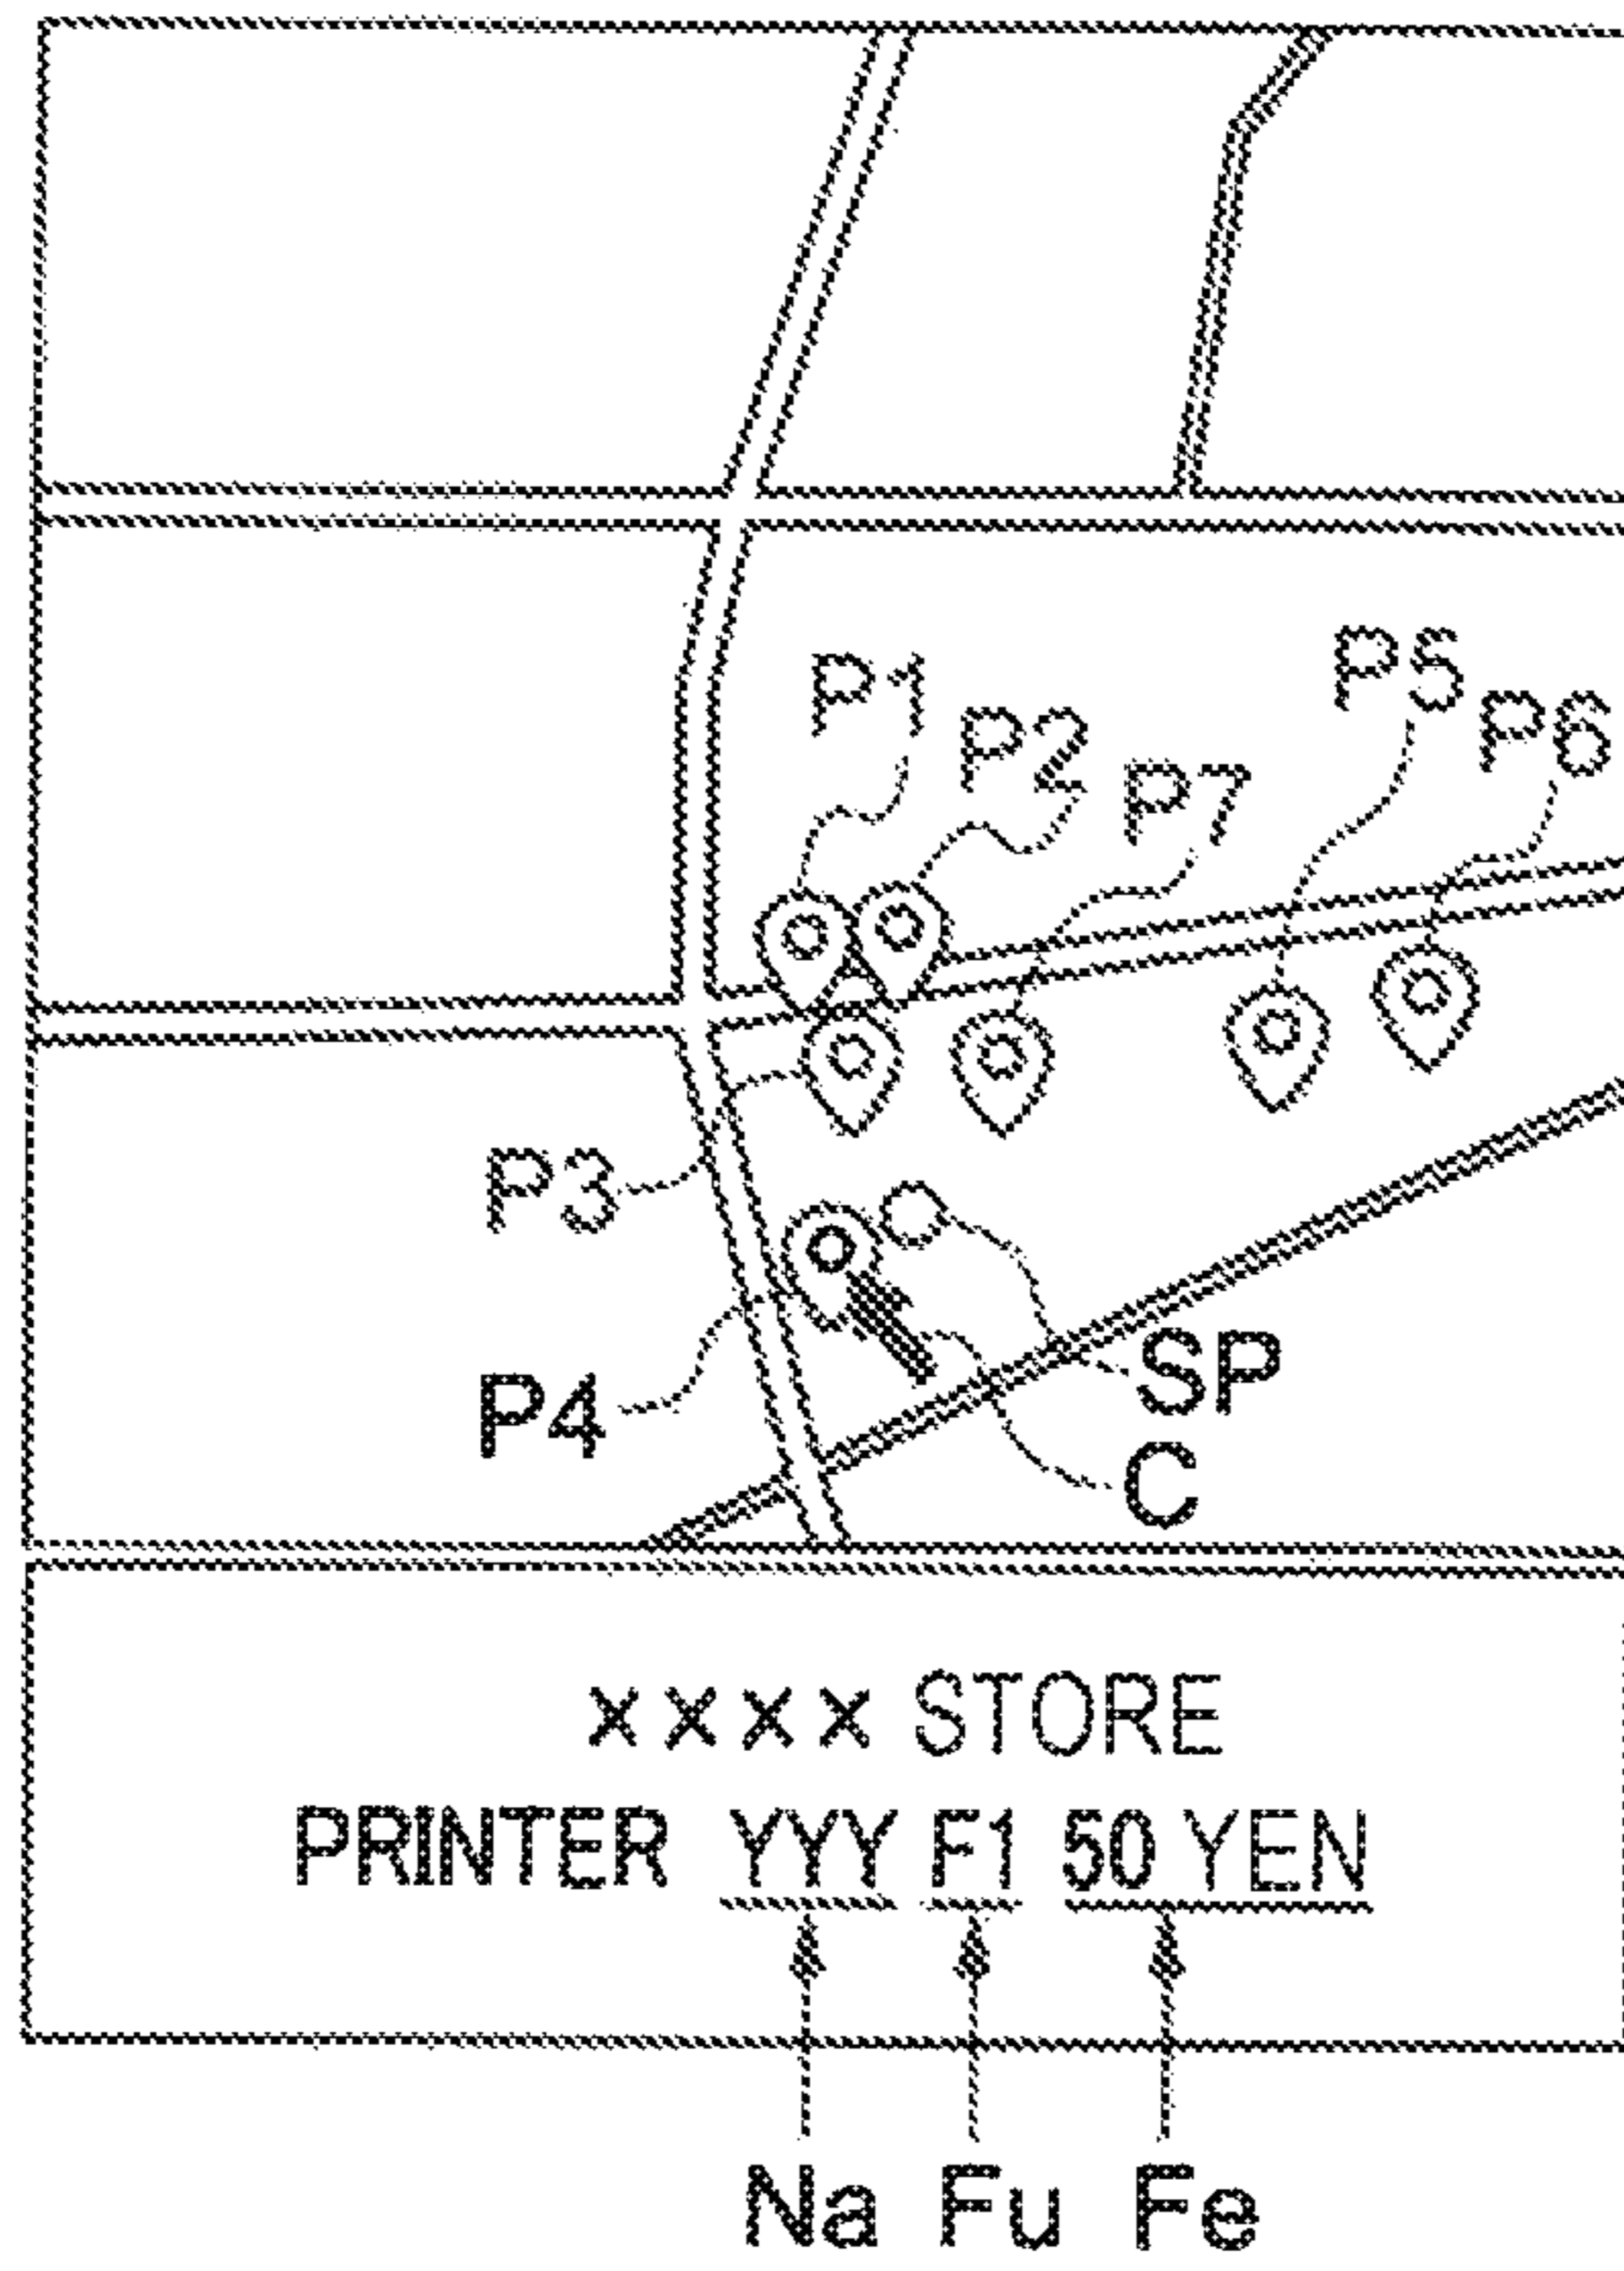 P1
P2
P7
P5
P6
P3
P4
SP
C
×××× STORE
PRINTER YYY F1 50 YEN
Na Fu Fe